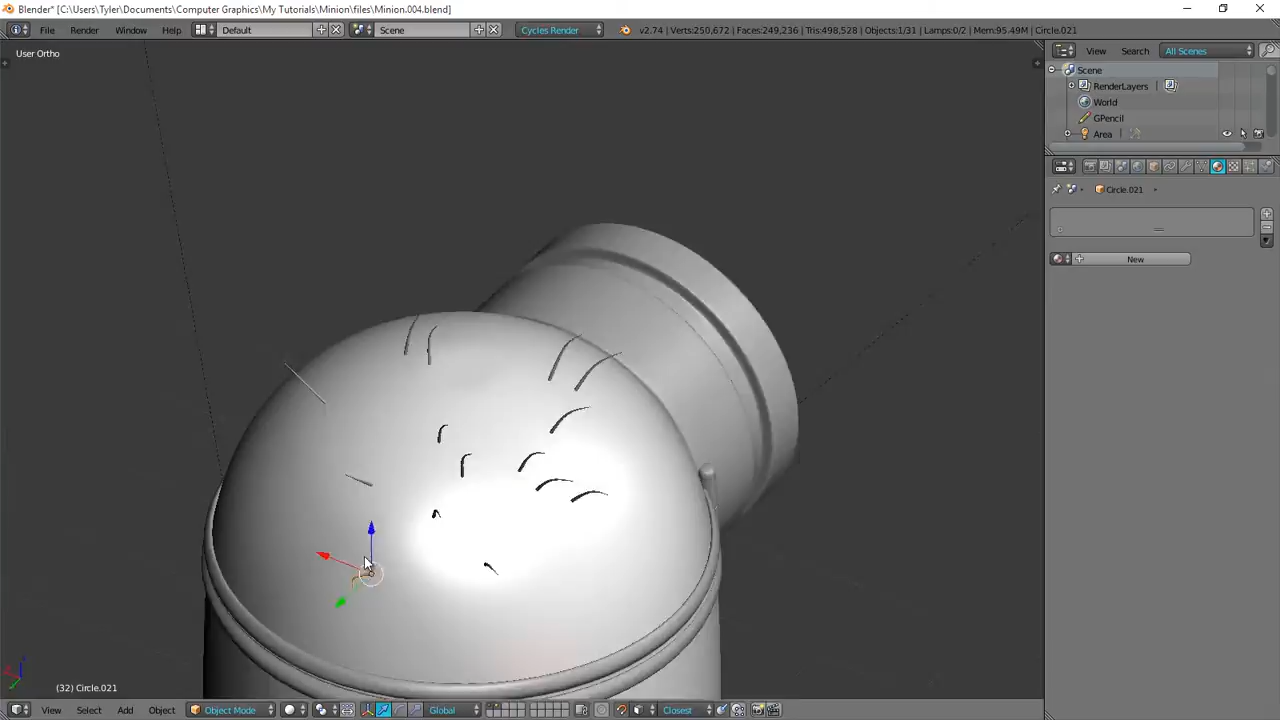 Blender* [C:\Users\Tyler\Documents\Computer Graphics\My Tutorials\Minion\files\Minion.004.blend]
File Render Window Help Default Scene Cycles Render v2.74 | Verts:250,672 | Faces:249,236 | Tris:498,528 | Objects:1/31 | Lamps:0/2 | Mem:95.49M | Circle.021
User Ortho
View Search All Scenes
Scene
RenderLayers
World
GPencil
Area
Circle.021
New
(32) Circle.021
View Select Add Object Object Mode Global Closest